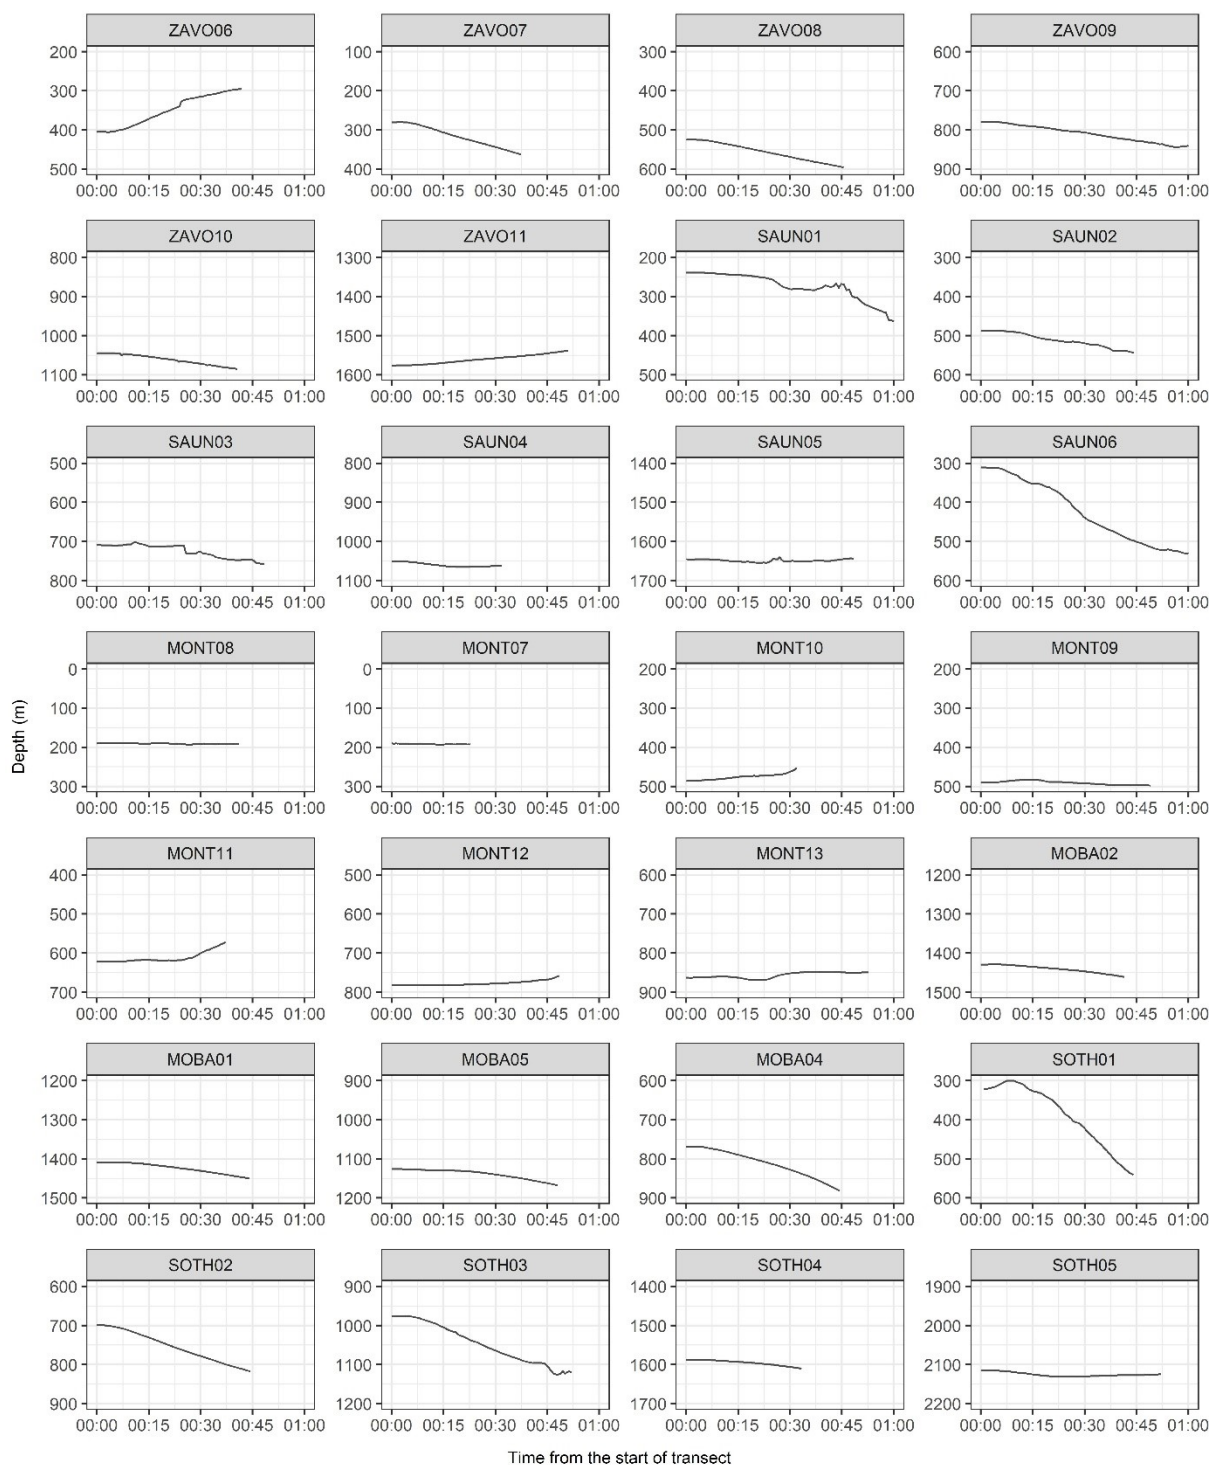 ZAVO06 ZAVO07 ZAVO08 ZAVO09
200 100 300 600
300 200 400 700
400 300 500 800
500 400 600 900
00:00 00:15 00:30 00:45 01:00 00:00 00:15 00:30 00:45 01:00 00:00 00:15 00:30 00:45 01:00 00:00 00:15 00:30 00:45 01:00
ZAVO10 ZAVO11 SAUN01 SAUN02
800 1300 200 300
900 1400 300 400
1000 1500 400 500
1100 1600 500 600
00:00 00:15 00:30 00:45 01:00 00:00 00:15 00:30 00:45 01:00 00:00 00:15 00:30 00:45 01:00 00:00 00:15 00:30 00:45 01:00
SAUN03 SAUN04 SAUN05 SAUN06
500 800 1400 300
600 900 1500 400
700 1000 1600 500
800 1100 1700 600
00:00 00:15 00:30 00:45 01:00 00:00 00:15 00:30 00:45 01:00 00:00 00:15 00:30 00:45 01:00 00:00 00:15 00:30 00:45 01:00
MONT08 MONT07 MONT10 MONT09
0 0 200 200
100 100 300 300
200 200 400 400
300 300 500 500
00:00 00:15 00:30 00:45 01:00 00:00 00:15 00:30 00:45 01:00 00:00 00:15 00:30 00:45 01:00 00:00 00:15 00:30 00:45 01:00
Depth (m)
MONT11 MONT12 MONT13 MOBA02
400 500 600 1200
500 600 700 1300
600 700 800 1400
700 800 900 1500
00:00 00:15 00:30 00:45 01:00 00:00 00:15 00:30 00:45 01:00 00:00 00:15 00:30 00:45 01:00 00:00 00:15 00:30 00:45 01:00
MOBA01 MOBA05 MOBA04 SOTH01
1200 900 600 300
1300 1000 700 400
1400 1100 800 500
1500 1200 900 600
00:00 00:15 00:30 00:45 01:00 00:00 00:15 00:30 00:45 01:00 00:00 00:15 00:30 00:45 01:00 00:00 00:15 00:30 00:45 01:00
SOTH02 SOTH03 SOTH04 SOTH05
600 900 1400 1900
700 1000 1500 2000
800 1100 1600 2100
900 1200 1700 2200
00:00 00:15 00:30 00:45 01:00 00:00 00:15 00:30 00:45 01:00 00:00 00:15 00:30 00:45 01:00 00:00 00:15 00:30 00:45 01:00
Time from the start of transect